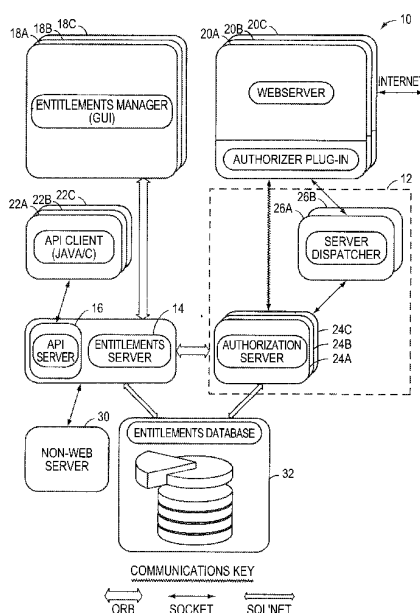 18A 18B 18C
20A 20B 20C
10
ENTITLEMENTS MANAGER (GUI)
WEBSERVER
INTERNET
AUTHORIZER PLUG-IN
12
22A 22B 22C
26A 26B
API CLIENT (JAVA/C)
SERVER DISPATCHER
16
14
API SERVER
ENTITLEMENTS SERVER
AUTHORIZATION SERVER
24C
24B
24A
30
NON-WEB SERVER
ENTITLEMENTS DATABASE
32
COMMUNICATIONS KEY
ORB SOCKET SQL*NET